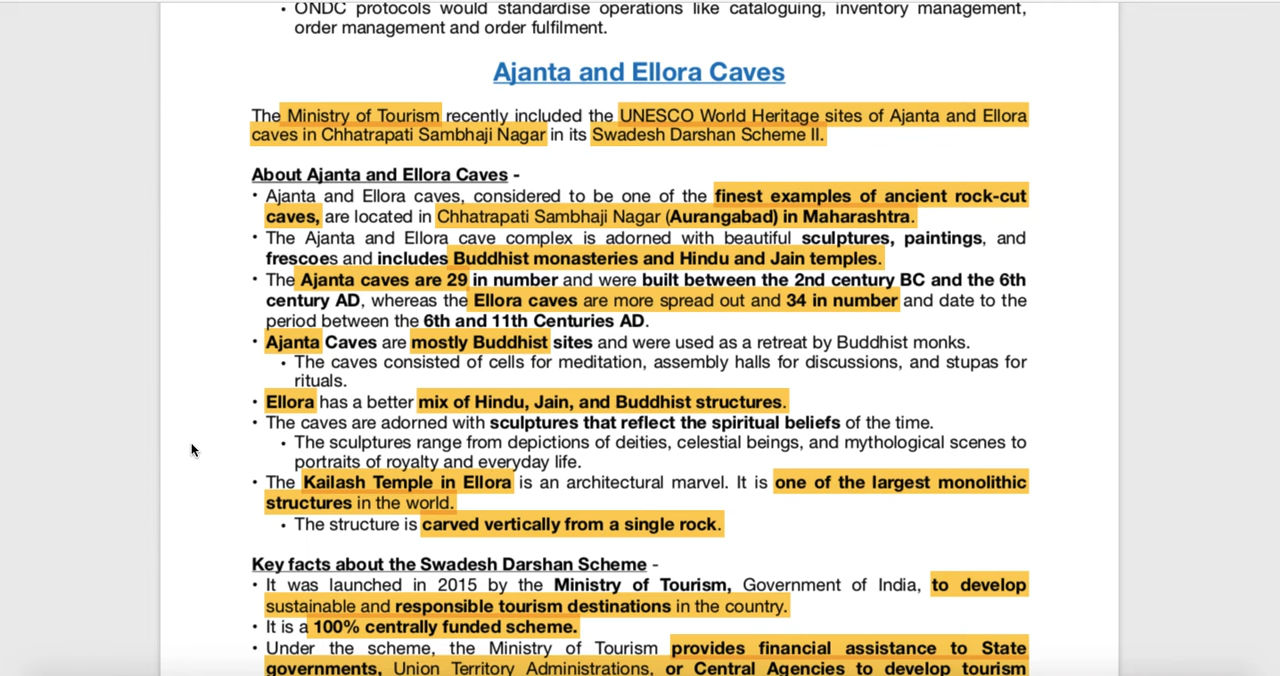 • ONDC protocols would standardise operations like cataloguing, inventory management,
order management and order fulfilment.
Ajanta and Ellora Caves
The Ministry of Tourism recently included the UNESCO World Heritage sites of Ajanta and Ellora
caves in Chhatrapati Sambhaji Nagar in its Swadesh Darshan Scheme II.
About Ajanta and Ellora Caves -
• Ajanta and Ellora caves, considered to be one of the finest examples of ancient rock-cut
caves, are located in Chhatrapati Sambhaji Nagar (Aurangabad) in Maharashtra.
• The Ajanta and Ellora cave complex is adorned with beautiful sculptures, paintings, and
frescoes and includes Buddhist monasteries and Hindu and Jain temples.
• The Ajanta caves are 29 in number and were built between the 2nd century BC and the 6th
century AD, whereas the Ellora caves are more spread out and 34 in number and date to the
period between the 6th and 11th Centuries AD.
• Ajanta Caves are mostly Buddhist sites and were used as a retreat by Buddhist monks.
• The caves consisted of cells for meditation, assembly halls for discussions, and stupas for
rituals.
• Ellora has a better mix of Hindu, Jain, and Buddhist structures.
• The caves are adorned with sculptures that reflect the spiritual beliefs of the time.
• The sculptures range from depictions of deities, celestial beings, and mythological scenes to
portraits of royalty and everyday life.
• The Kailash Temple in Ellora is an architectural marvel. It is one of the largest monolithic
structures in the world.
• The structure is carved vertically from a single rock.
Key facts about the Swadesh Darshan Scheme -
• It was launched in 2015 by the Ministry of Tourism, Government of India, to develop
sustainable and responsible tourism destinations in the country.
• It is a 100% centrally funded scheme.
• Under the scheme, the Ministry of Tourism provides financial assistance to State
governments, Union Territory Administrations, or Central Agencies to develop tourism